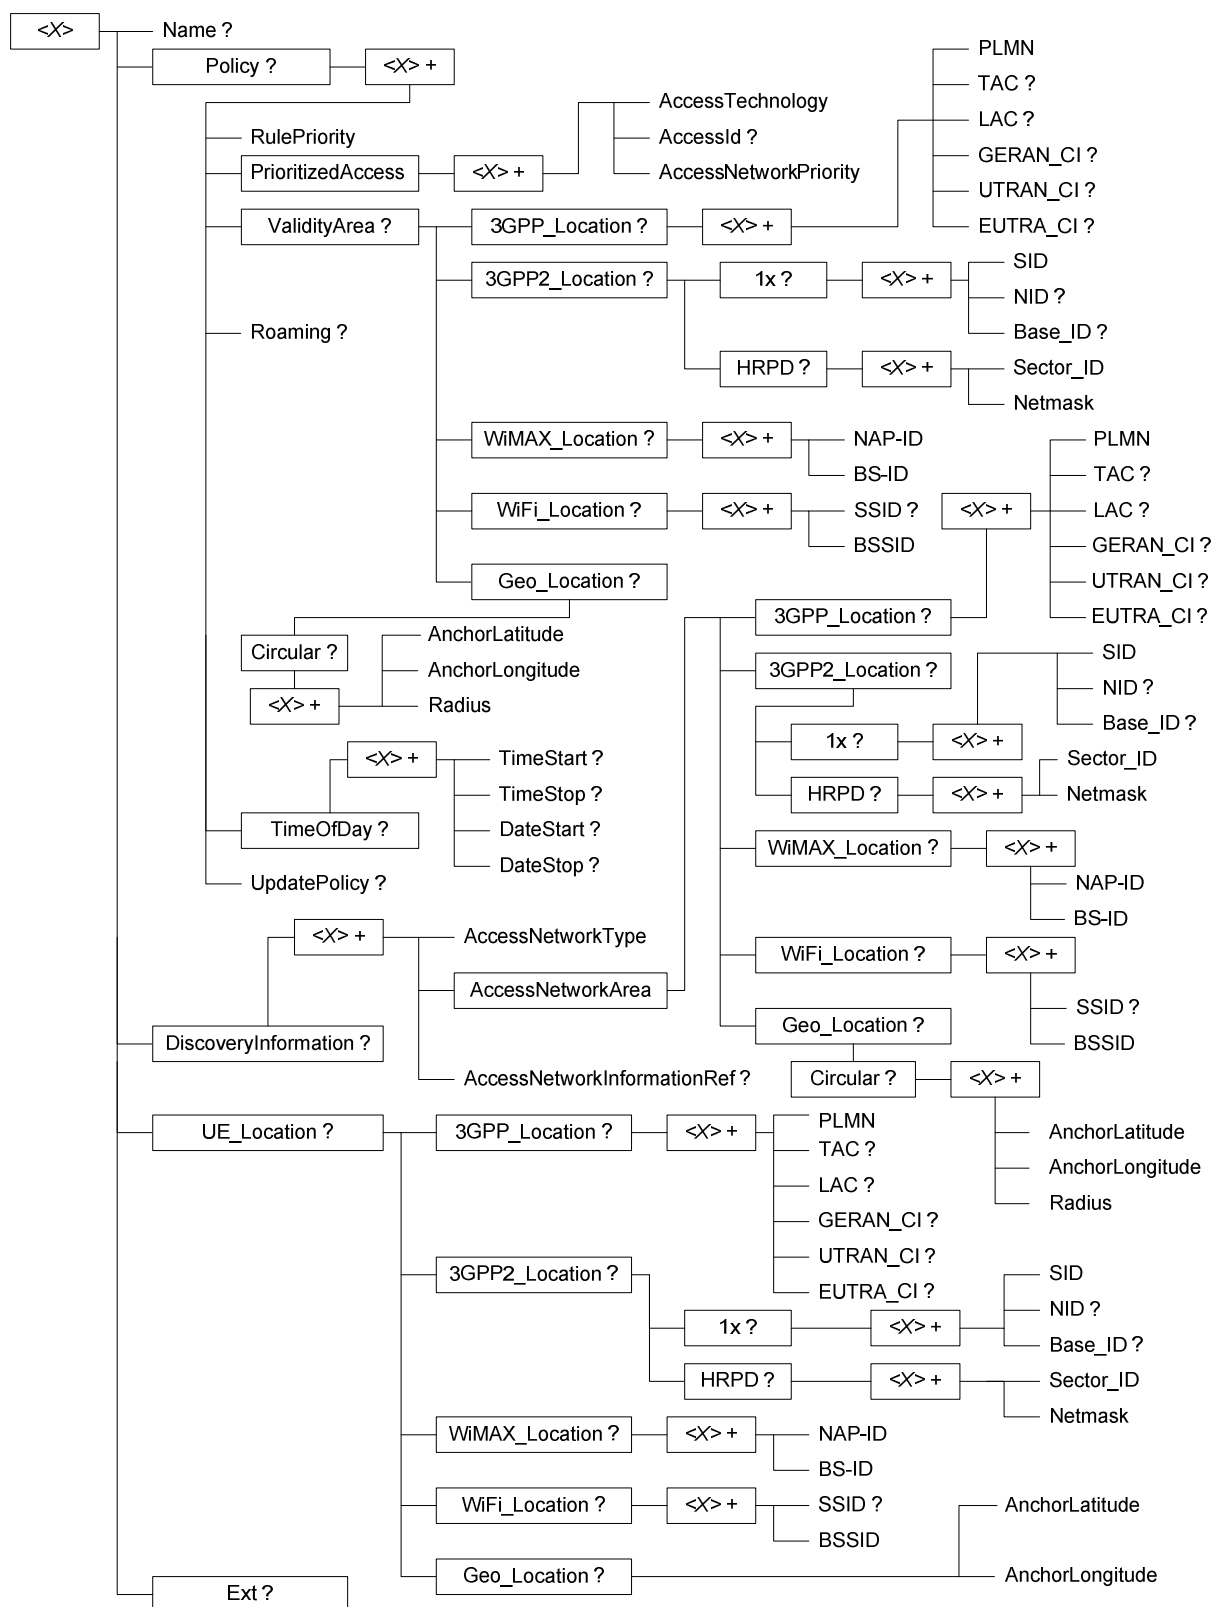 <X>
Name ?
Policy ?
<X> +
RulePriority
PrioritizedAccess
<X> +
AccessTechnology
AccessId ?
AccessNetworkPriority
ValidityArea ?
3GPP_Location ?
<X> +
PLMN
TAC ?
LAC ?
GERAN_CI ?
UTRAN_CI ?
EUTRA_CI ?
3GPP2_Location ?
1x ?
<X> +
SID
NID ?
Base_ID ?
HRPD ?
<X> +
Sector_ID
Netmask
Roaming ?
WiMAX_Location ?
<X> +
NAP-ID
BS-ID
WiFi_Location ?
<X> +
SSID ?
BSSID
Geo_Location ?
Circular ?
<X> +
AnchorLatitude
AnchorLongitude
Radius
TimeOfDay ?
<X> +
TimeStart ?
TimeStop ?
DateStart ?
DateStop ?
UpdatePolicy ?
DiscoveryInformation ?
<X> +
AccessNetworkType
AccessNetworkArea
3GPP_Location ?
<X> +
PLMN
TAC ?
LAC ?
GERAN_CI ?
UTRAN_CI ?
EUTRA_CI ?
3GPP2_Location ?
1x ?
<X> +
SID
NID ?
Base_ID ?
HRPD ?
<X> +
Sector_ID
Netmask
WiMAX_Location ?
<X> +
NAP-ID
BS-ID
WiFi_Location ?
<X> +
SSID ?
BSSID
Geo_Location ?
Circular ?
<X> +
AnchorLatitude
AnchorLongitude
Radius
AccessNetworkInformationRef ?
UE_Location ?
3GPP_Location ?
<X> +
PLMN
TAC ?
LAC ?
GERAN_CI ?
UTRAN_CI ?
EUTRA_CI ?
3GPP2_Location ?
1x ?
<X> +
SID
NID ?
Base_ID ?
HRPD ?
<X> +
Sector_ID
Netmask
WiMAX_Location ?
<X> +
NAP-ID
BS-ID
WiFi_Location ?
<X> +
SSID ?
BSSID
Geo_Location ?
AnchorLatitude
AnchorLongitude
Ext ?